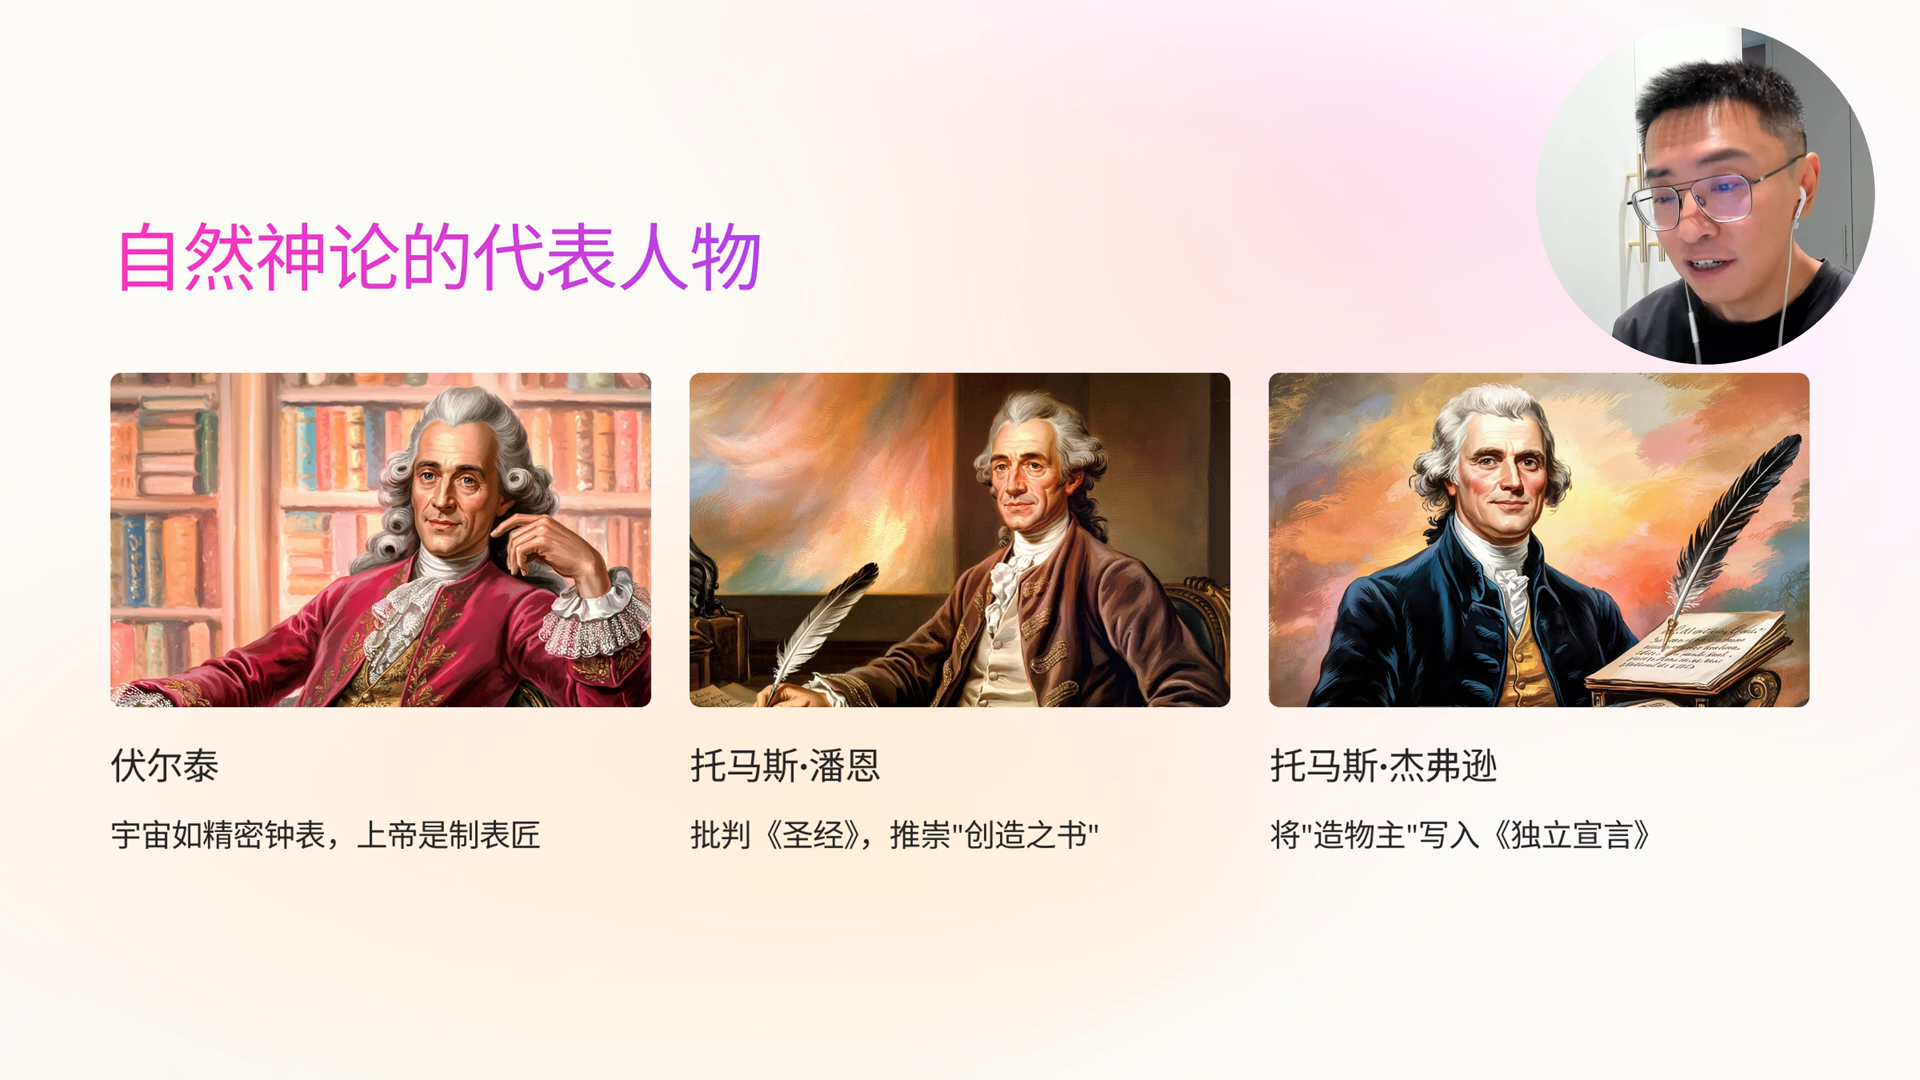 自然神论的代表人物
伏尔泰
宇宙如精密钟表，上帝是制表匠
托马斯·潘恩
批判《圣经》，推崇"创造之书"
托马斯·杰弗逊
将"造物主"写入《独立宣言》